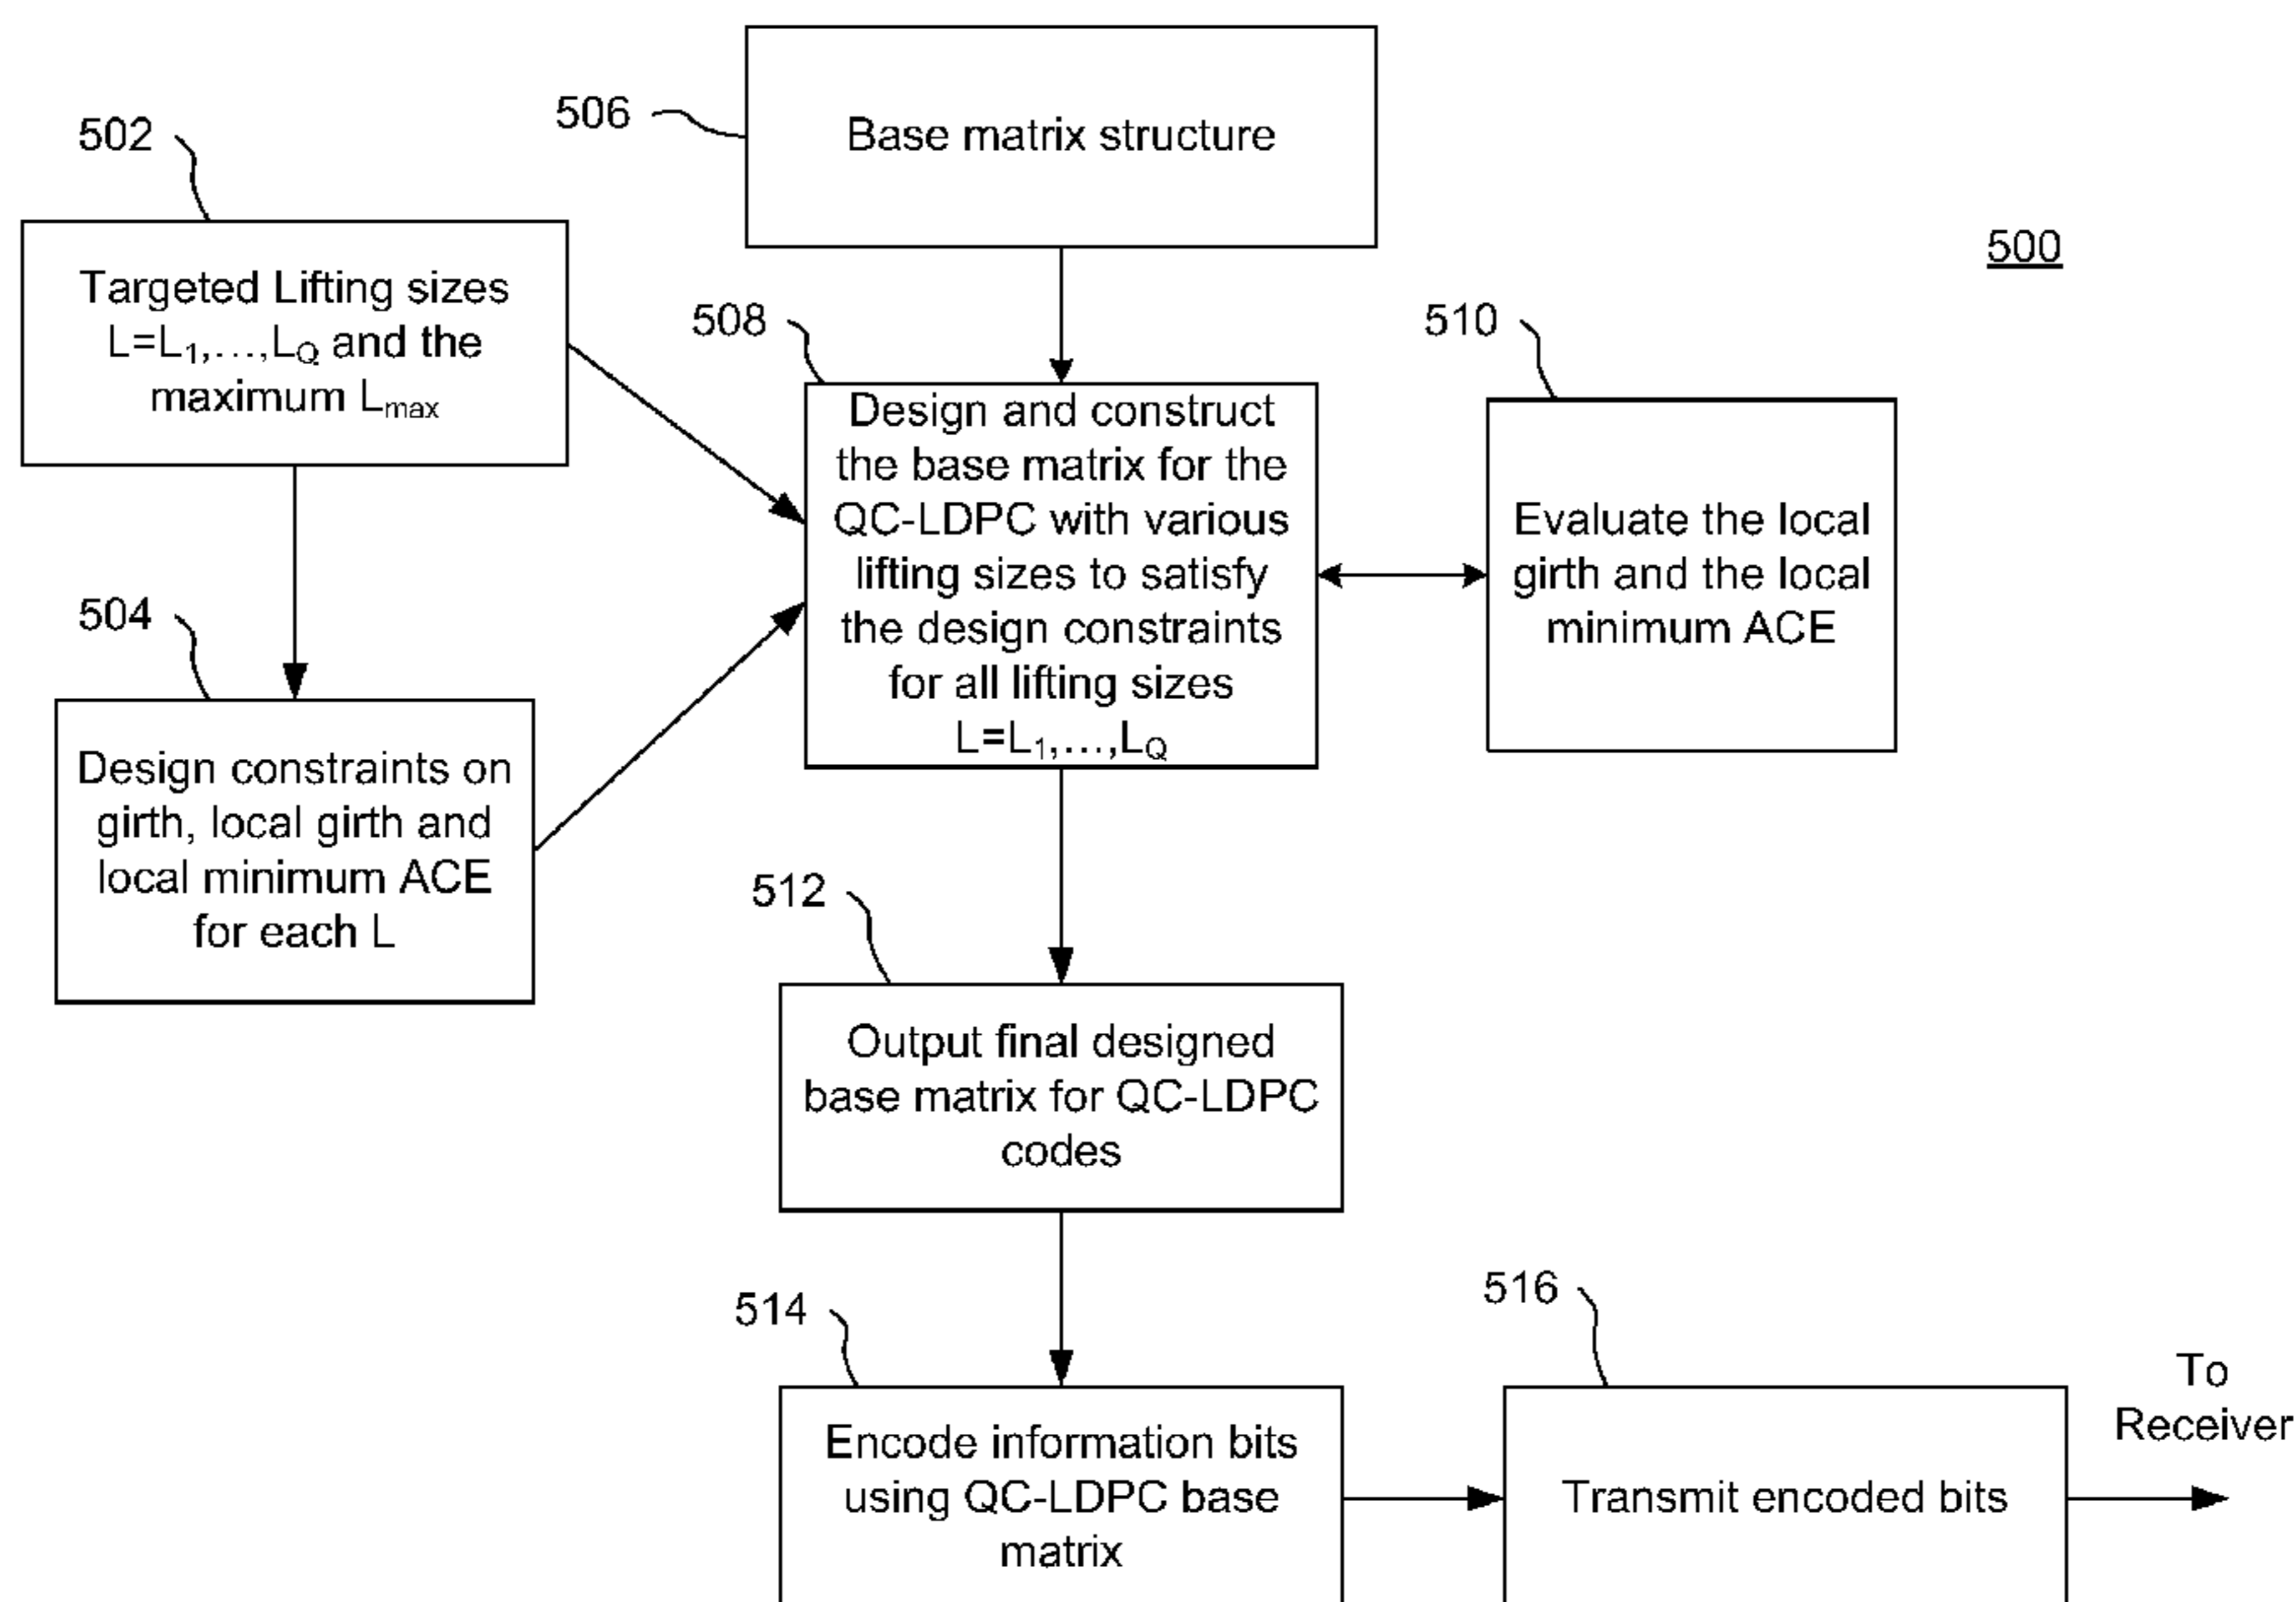 506
Base matrix structure
502
500
Targeted Lifting sizes
L=L₁,...,L_Q and the
maximum L_max
508
510
Design and construct
the base matrix for the
QC-LDPC with various
lifting sizes to satisfy
the design constraints
for all lifting sizes
L=L₁,...,L_Q
Evaluate the local
girth and the local
minimum ACE
504
Design constraints on
girth, local girth and
local minimum ACE
for each L
512
Output final designed
base matrix for QC-LDPC
codes
514
Encode information bits
using QC-LDPC base
matrix
516
Transmit encoded bits
To
Receiver